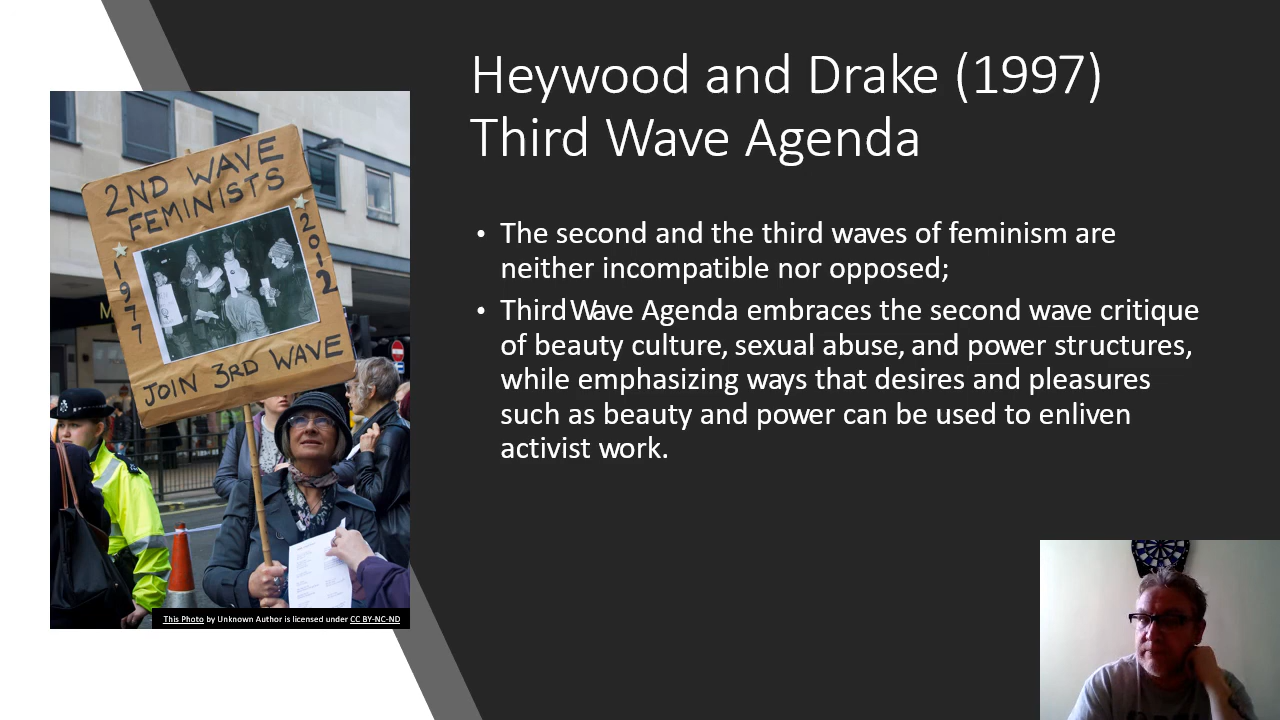 Heywood and Drake (1997)
Third Wave Agenda
• The second and the third waves of feminism are
neither incompatible nor opposed;
• Third Wave Agenda embraces the second wave critique
of beauty culture, sexual abuse, and power structures,
while emphasizing ways that desires and pleasures
such as beauty and power can be used to enliven
activist work.
2ND WAVE
FEMINISTS
1977
2012
JOIN 3RD WAVE
M
This Photo by Unknown Author is licensed under CC BY-NC-ND